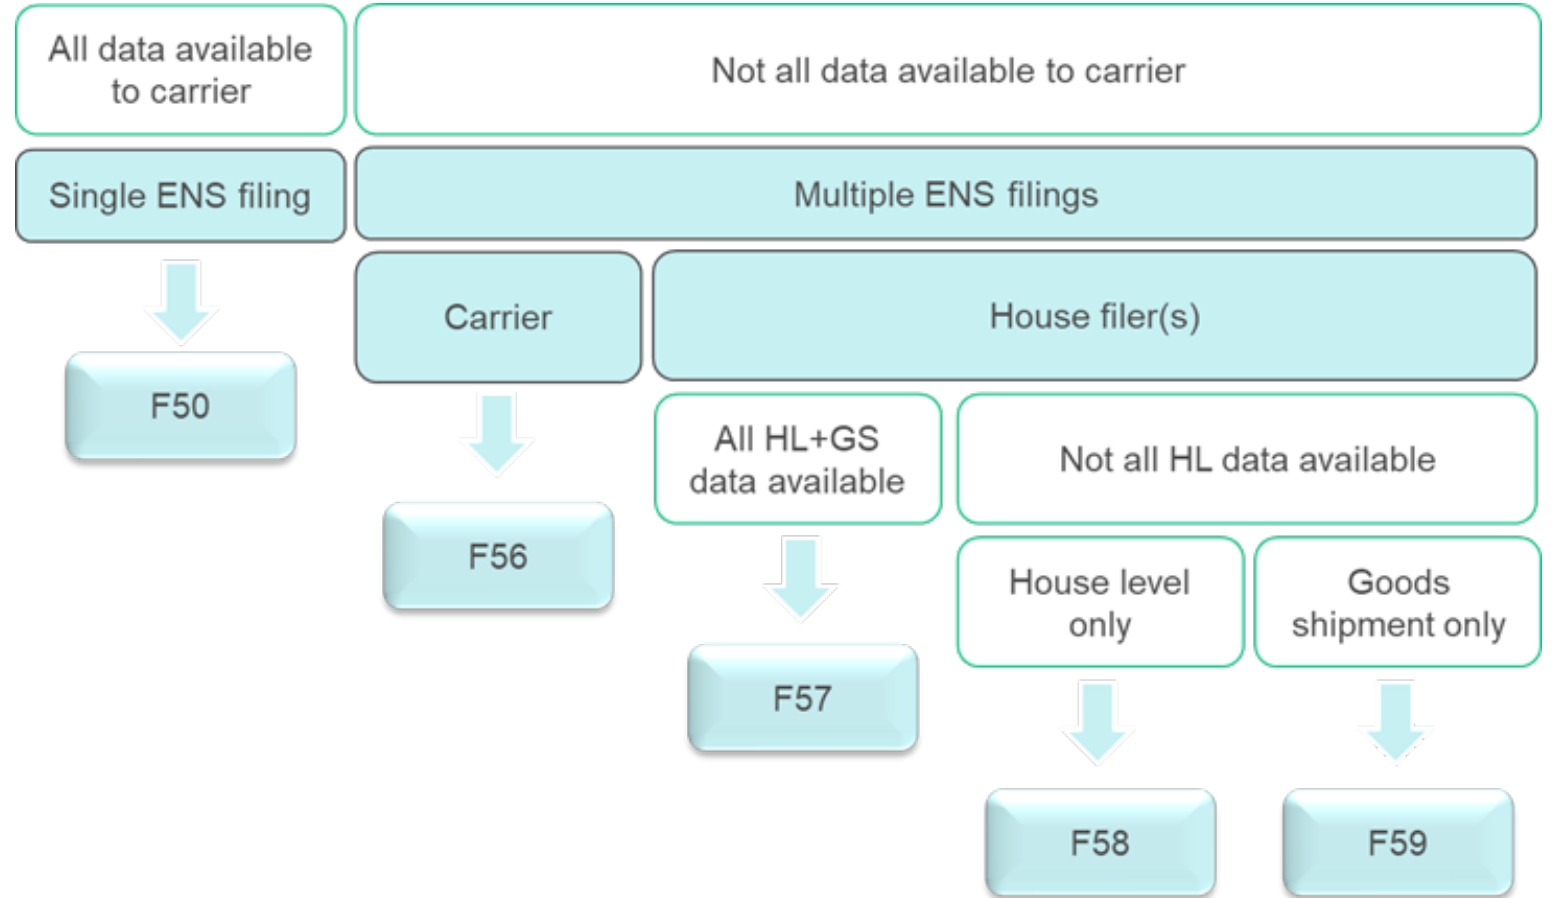 All data available
to carrier
Not all data available to carrier
Single ENS filing
Multiple ENS filings
Carrier
House filer(s)
F50
All HL+GS
data available
Not all HL data available
F56
House level
only
Goods
shipment only
F57
F58
F59